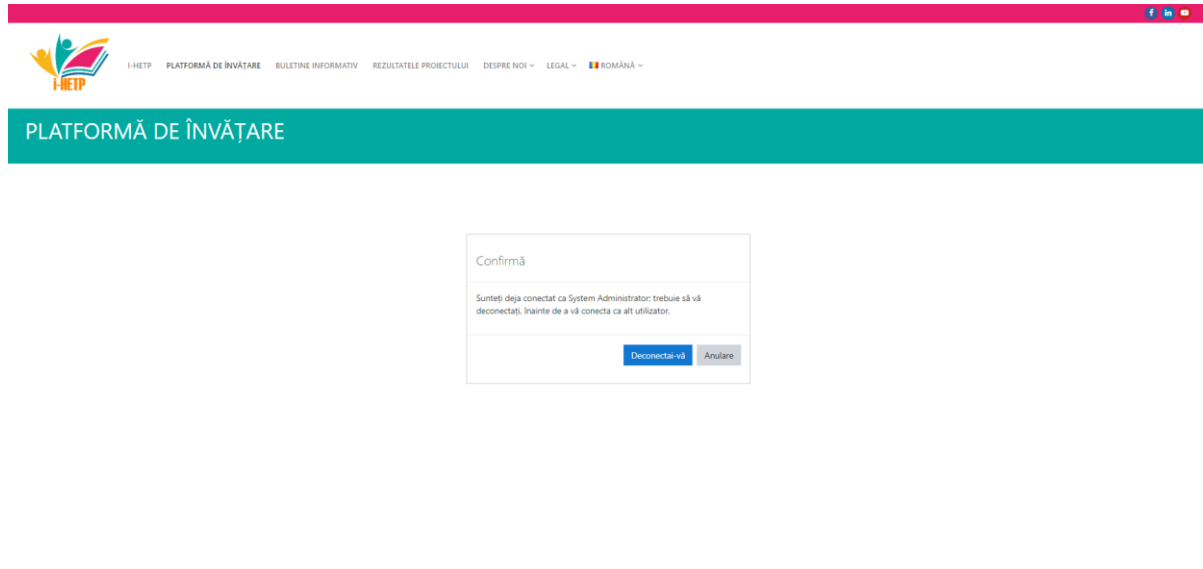 i-HETP
I-HETP PLATFORMĂ DE ÎNVĂȚARE BULETINE INFORMATIV REZULTATELE PROIECTULUI DESPRE NOI LEGAL ROMÂNĂ
PLATFORMĂ DE ÎNVĂȚARE
Confirmă
Sunteți deja conectat ca System Administrator; trebuie să vă
deconectați, înainte de a vă conecta ca alt utilizator.
Deconectai-vă Anulare